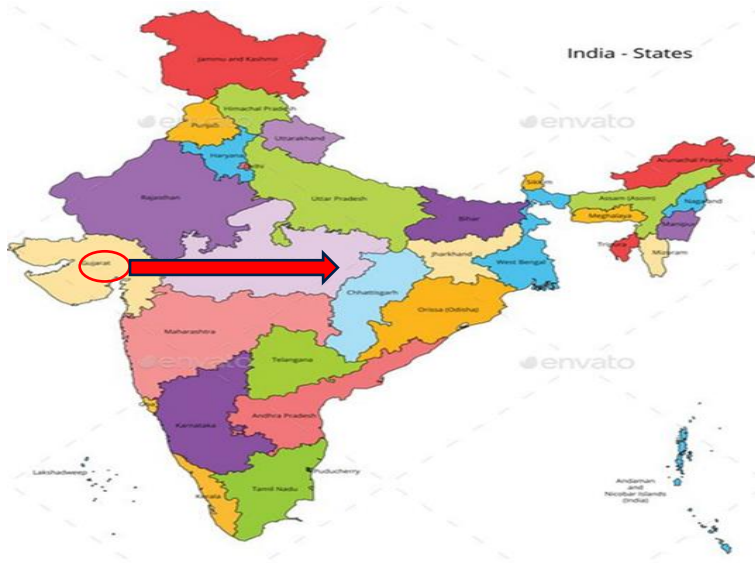 India - States
Jammu and Kashmir
Himachal Pradesh
envato
Punjab
envato
Uttarakhand
Haryana
Arunachal Pradesh
Sikkim
Rajasthan
Uttar Pradesh
Assam (Assom)
Nagaland
Meghalaya
Bihar
Manipur
Tripura
Jharkhand
Mizoram
Gujarat
West Bengal
Chhattisgarh
Orissa (Odisha)
Maharashtra
Telangana
envato
envato
Andhra Pradesh
Karnataka
Lakshadweep
Puducherry
Tamil Nadu
Kerala
Andaman
and
Nicobar Islands
(India)